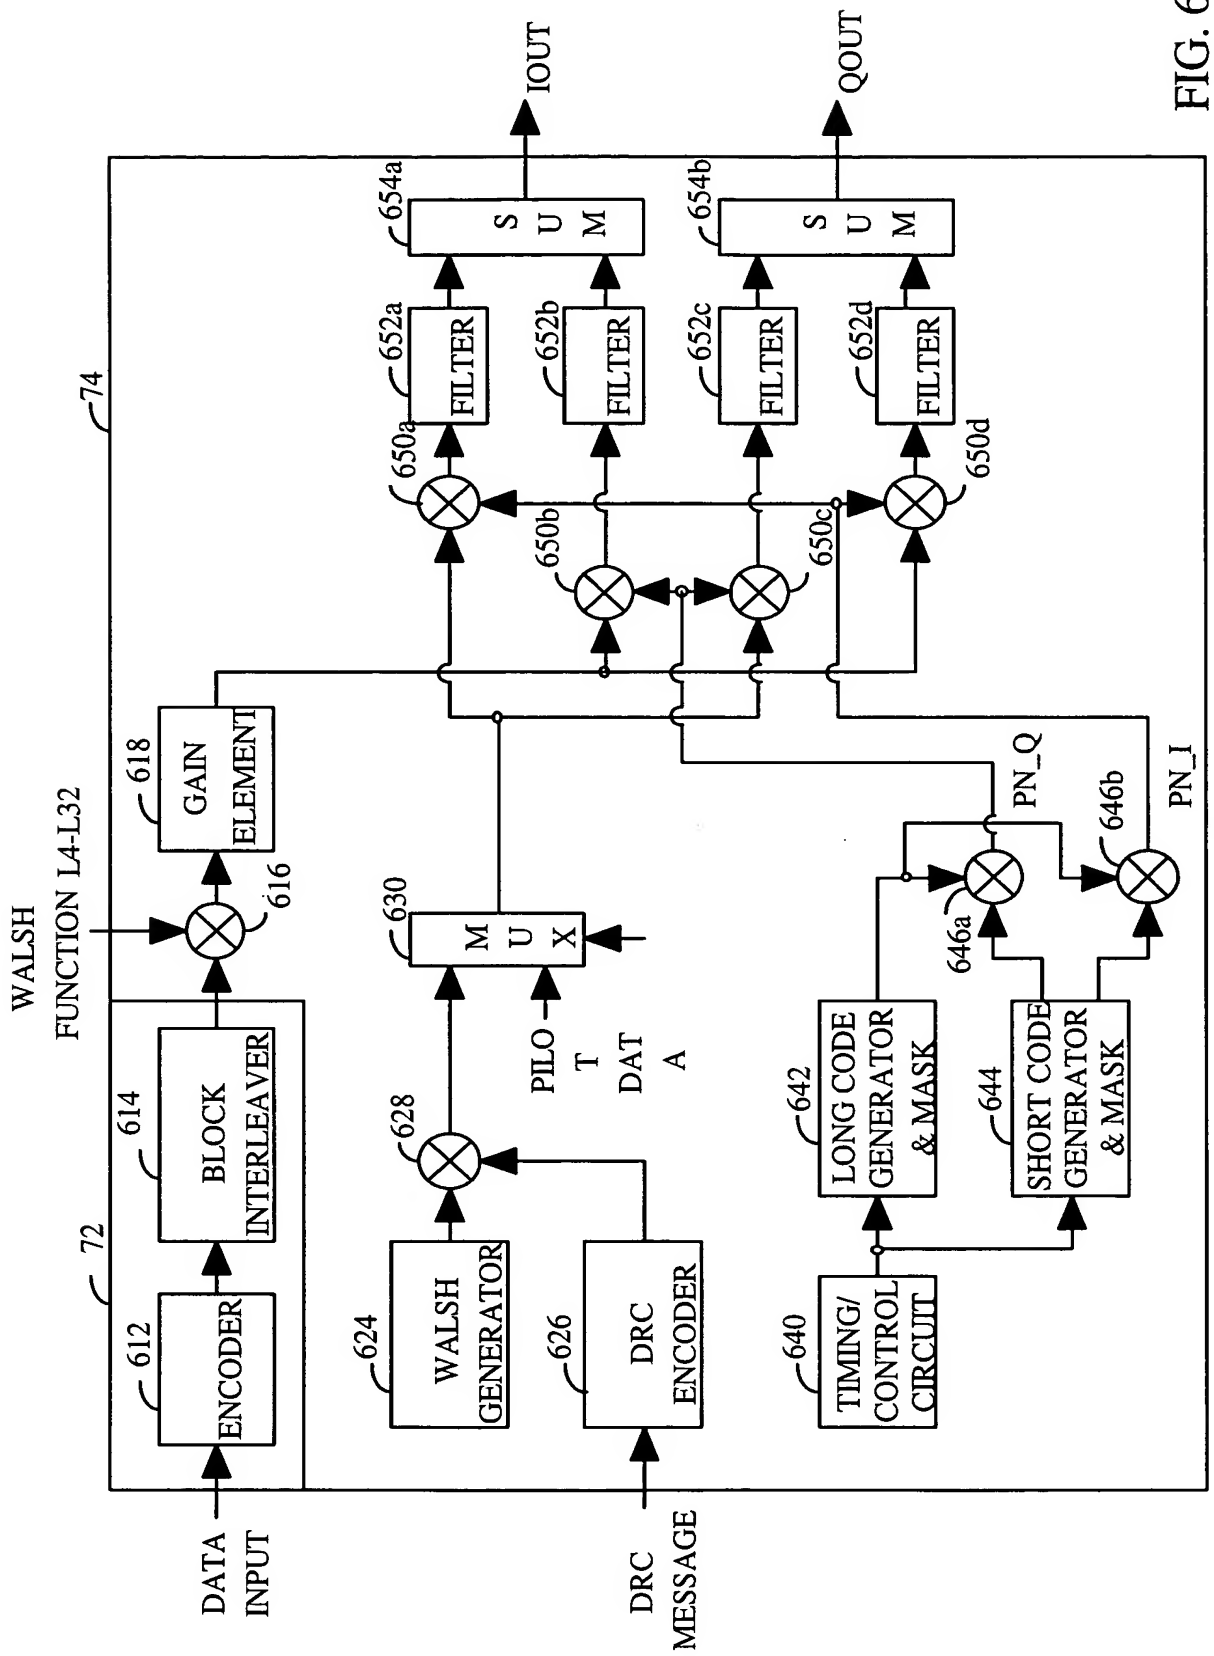 WALSH
FUNCTION L4-L32
72
74
DATA
INPUT
612
ENCODER
614
BLOCK
INTERLEAVER
616
618
GAIN
ELEMENT
624
WALSH
GENERATOR
628
630
M
U
X
PILO
T
DAT
A
DRC
MESSAGE
626
DRC
ENCODER
640
TIMING/
CONTROL
CIRCUIT
642
LONG CODE
GENERATOR
& MASK
644
SHORT CODE
GENERATOR
& MASK
646a
646b
PN_Q
PN_I
650a
650b
650c
650d
652a
FILTER
652b
FILTER
652c
FILTER
652d
FILTER
654a
S
U
M
654b
S
U
M
IOUT
QOUT
FIG. 6